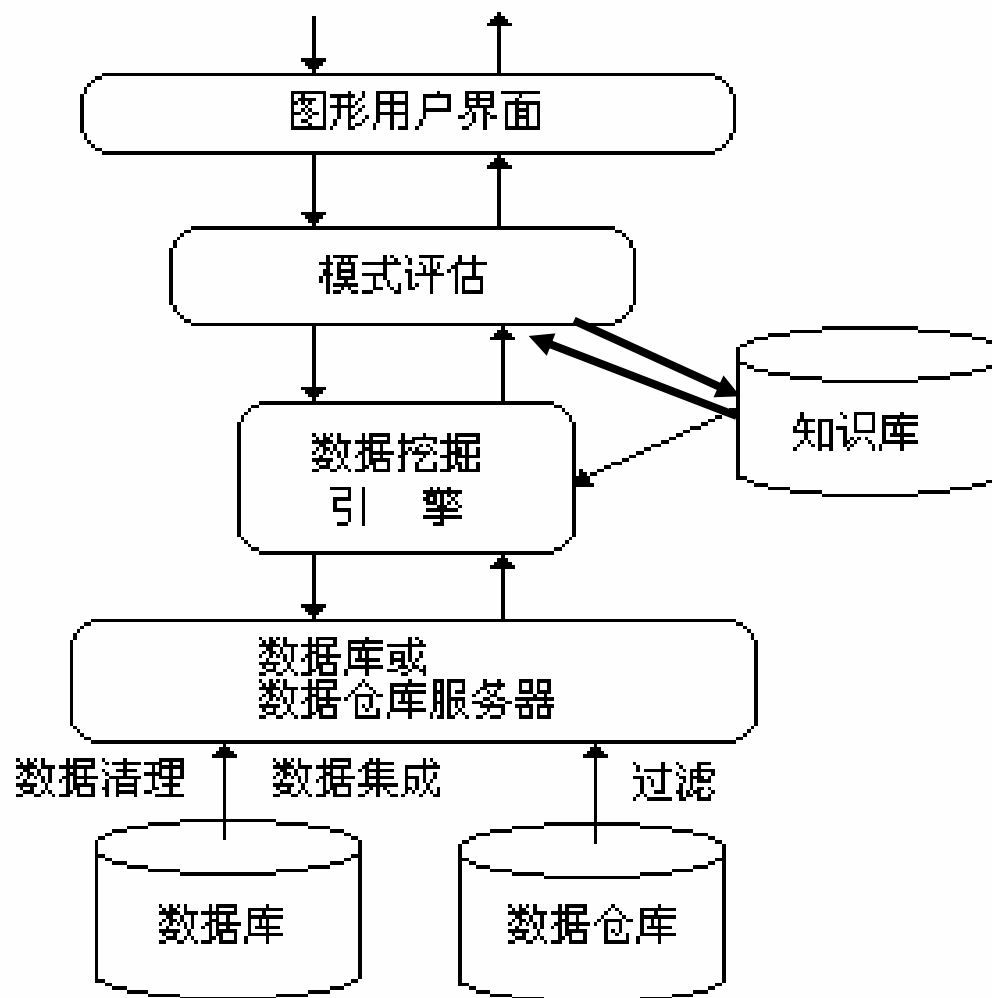 图形用户界面
模式评估
知识库
数据挖掘
引 擎
数据库或
数据仓库服务器
数据清理
数据集成
过滤
数据库
数据仓库